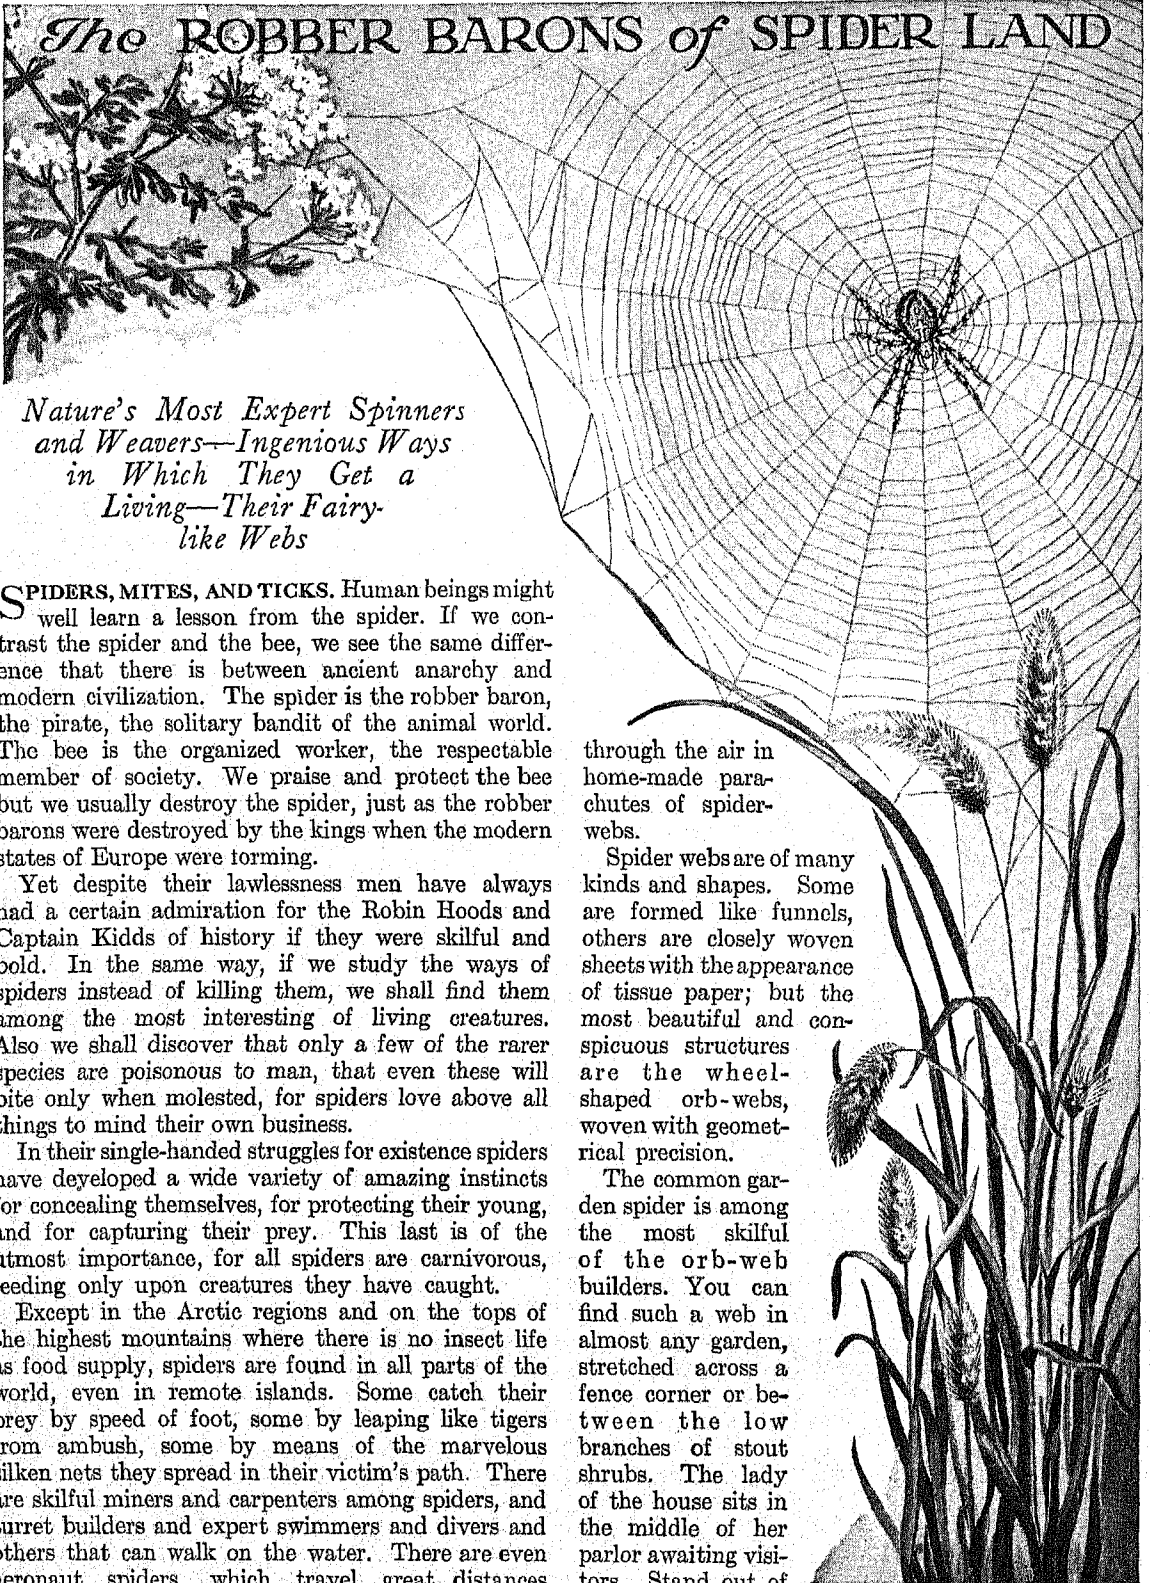 The ROBBER BARONS of SPIDER LAND
Nature's Most Expert Spinners
and Weavers—Ingenious Ways
in Which They Get a
Living—Their Fairy-
like Webs
SPIDERS, MITES, AND TICKS. Human beings might
well learn a lesson from the spider. If we con-
trast the spider and the bee, we see the same differ-
ence that there is between ancient anarchy and
modern civilization. The spider is the robber baron,
the pirate, the solitary bandit of the animal world.
The bee is the organized worker, the respectable
member of society. We praise and protect the bee
but we usually destroy the spider, just as the robber
barons were destroyed by the kings when the modern
states of Europe were forming.
Yet despite their lawlessness men have always
had a certain admiration for the Robin Hoods and
Captain Kidds of history if they were skilful and
bold. In the same way, if we study the ways of
spiders instead of killing them, we shall find them
among the most interesting of living creatures.
Also we shall discover that only a few of the rarer
species are poisonous to man, that even these will
bite only when molested, for spiders love above all
things to mind their own business.
In their single-handed struggles for existence spiders
have developed a wide variety of amazing instincts
for concealing themselves, for protecting their young,
and for capturing their prey. This last is of the
utmost importance, for all spiders are carnivorous,
feeding only upon creatures they have caught.
Except in the Arctic regions and on the tops of
the highest mountains where there is no insect life
as food supply, spiders are found in all parts of the
world, even in remote islands. Some catch their
prey by speed of foot, some by leaping like tigers
from ambush, some by means of the marvelous
silken nets they spread in their victim's path. There
are skilful miners and carpenters among spiders, and
turret builders and expert swimmers and divers and
others that can walk on the water. There are even
aeronaut spiders, which travel great distances
through the air in
home-made para-
chutes of spider-
webs.
Spider webs are of many
kinds and shapes. Some
are formed like funnels,
others are closely woven
sheets with the appearance
of tissue paper; but the
most beautiful and con-
spicuous structures
are the wheel-
shaped orb-webs,
woven with geomet-
rical precision.
The common gar-
den spider is among
the most skilful
of the orb-web
builders. You can
find such a web in
almost any garden,
stretched across a
fence corner or be-
tween the low
branches of stout
shrubs. The lady
of the house sits in
the middle of her
parlor awaiting visi-
tors. Stand out of